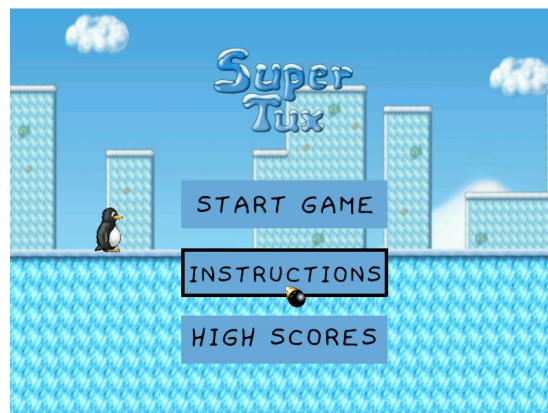 Super
Tux
START GAME
INSTRUCTIONS
HIGH SCORES